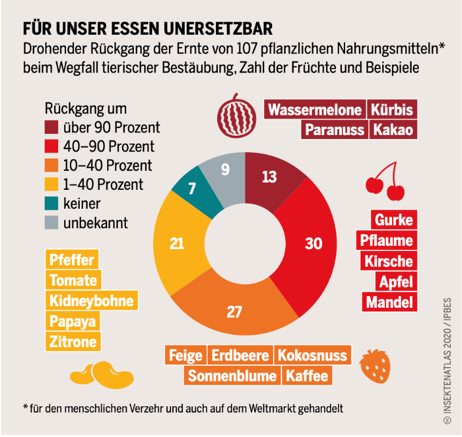 FÜR UNSER ESSEN UNERSETZBAR
Drohender Rückgang der Ernte von 107 pflanzlichen Nahrungsmitteln*
beim Wegfall tierischer Bestäubung, Zahl der Früchte und Beispiele
Rückgang um
über 90 Prozent
40–90 Prozent
10–40 Prozent
1–40 Prozent
keiner
unbekannt
Wassermelone Kürbis
Paranuss Kakao
9
13
7
30
21
27
Gurke
Pflaume
Kirsche
Apfel
Mandel
Pfeffer
Tomate
Kidneybohne
Papaya
Zitrone
Feige Erdbeere Kokosnuss
Sonnenblume Kaffee
* für den menschlichen Verzehr und auch auf dem Weltmarkt gehandelt
© INSEKTENATLAS 2020 / IPBES